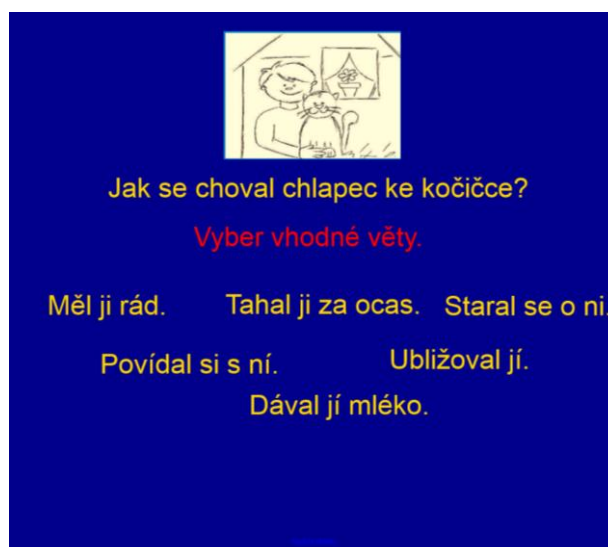 Jak se choval chlapec ke kočičce?
Vyber vhodné věty.
Měl ji rád. Tahal ji za ocas. Staral se o ni.
Povídal si s ní. Ubližoval jí.
Dával jí mléko.